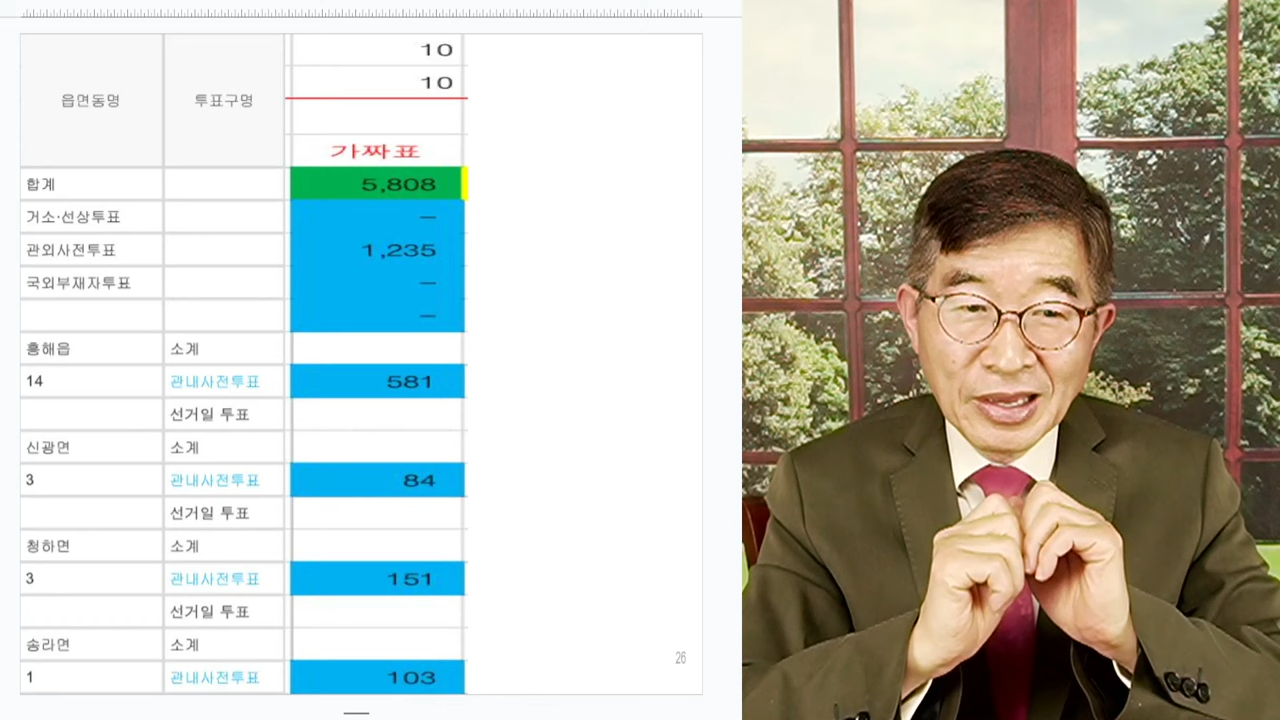 10
10
읍면동명 투표구명
가짜표
합계 5,808
거소·선상투표 –
관외사전투표 1,235
국외부재자투표 –
–
흥해읍 소계
14 관내사전투표 581
선거일 투표
신광면 소계
3 관내사전투표 84
선거일 투표
청하면 소계
3 관내사전투표 151
선거일 투표
송라면 소계
1 관내사전투표 103
26